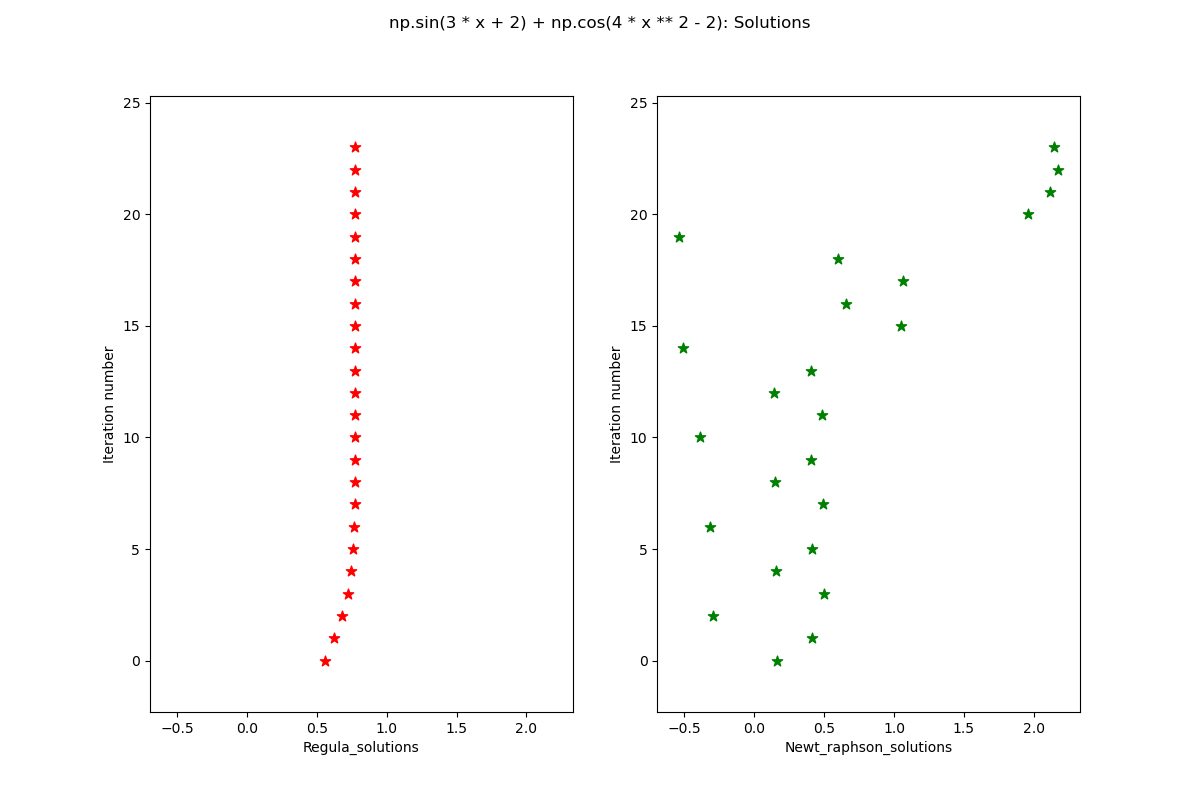 np.sin(3 * x + 2) + np.cos(4 * x ** 2 - 2): Solutions
25
20
15
10
5
0
Iteration number
−0.5 0.0 0.5 1.0 1.5 2.0
Regula_solutions
25
20
15
10
5
0
Iteration number
−0.5 0.0 0.5 1.0 1.5 2.0
Newt_raphson_solutions